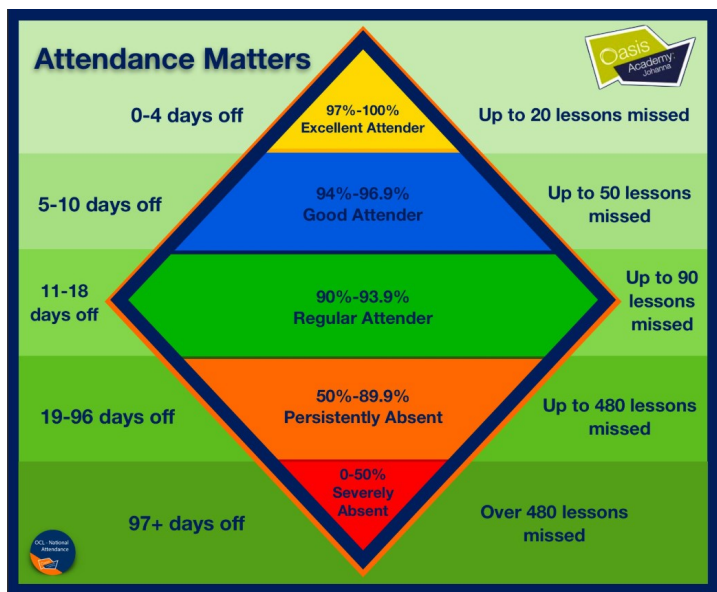 Attendance Matters
Oasis
Academy:
Johanna
0-4 days off
97%-100%
Excellent Attender
Up to 20 lessons missed
5-10 days off
94%-96.9%
Good Attender
Up to 50 lessons
missed
11-18
days off
90%-93.9%
Regular Attender
Up to 90
lessons
missed
19-96 days off
50%-89.9%
Persistently Absent
Up to 480 lessons
missed
97+ days off
0-50%
Severely
Absent
Over 480 lessons
missed
OCL - National
Attendance